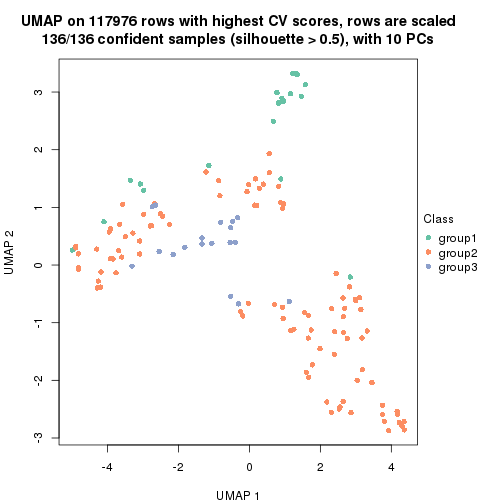 UMAP on 117976 rows with highest CV scores, rows are scaled
136/136 confident samples (silhouette > 0.5), with 10 PCs
3
2
1
0
-1
-2
-3
UMAP 2
-4
-2
0
2
4
UMAP 1
Class
group1
group2
group3